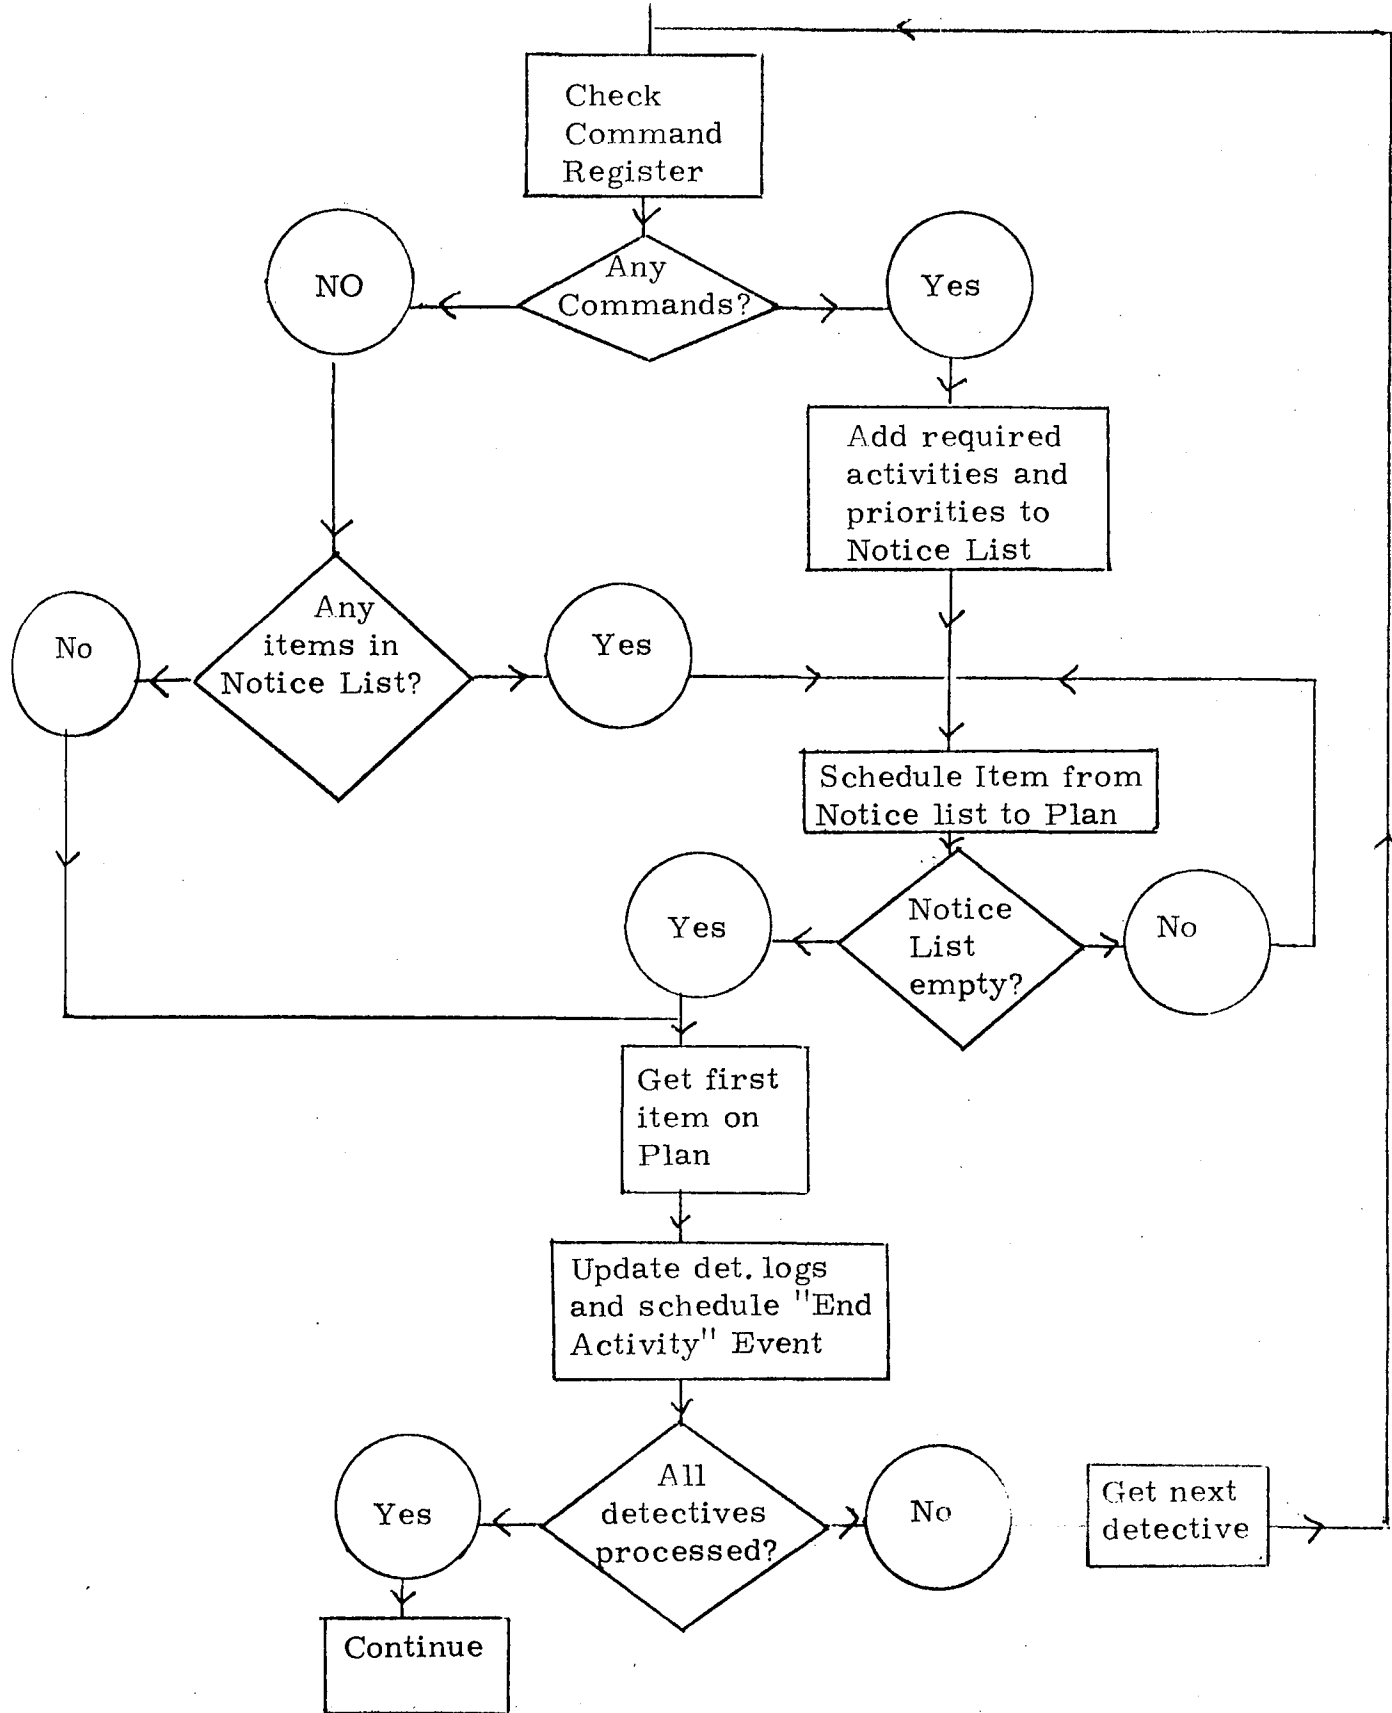 Check
Command
Register
Any
Commands?
NO
Yes
Add required
activities and
priorities to
Notice List
Any
items in
Notice List?
No
Yes
Schedule Item from
Notice list to Plan
Notice
List
empty?
Yes
No
Get first
item on
Plan
Update det. logs
and schedule "End
Activity" Event
All
detectives
processed?
Yes
No
Get next
detective
Continue